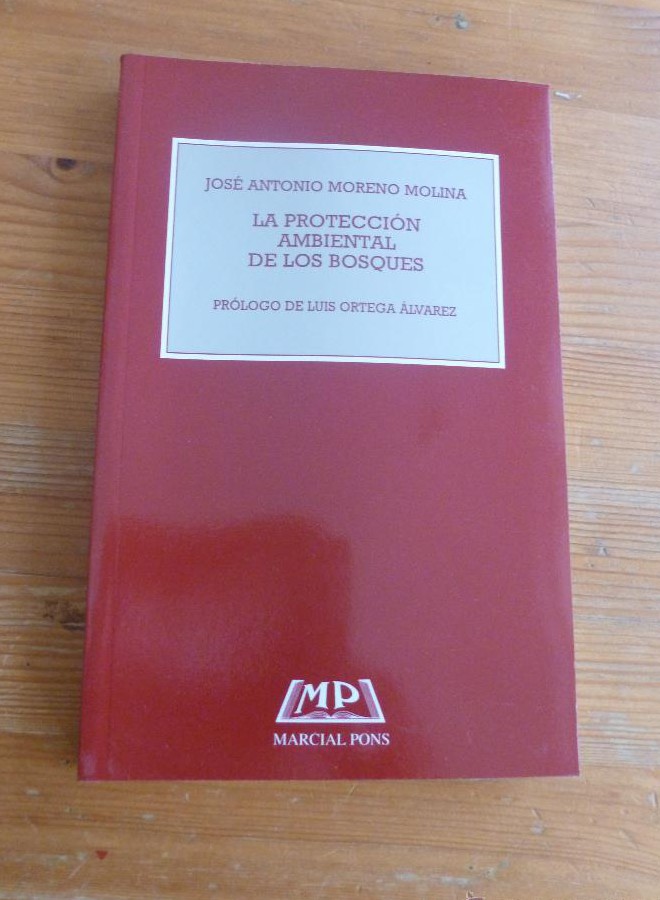 JOSÉ ANTONIO MORENO MOLINA
LA PROTECCIÓN
AMBIENTAL
DE LOS BOSQUES
PRÓLOGO DE LUIS ORTEGA ÁLVAREZ
MP
MARCIAL PONS